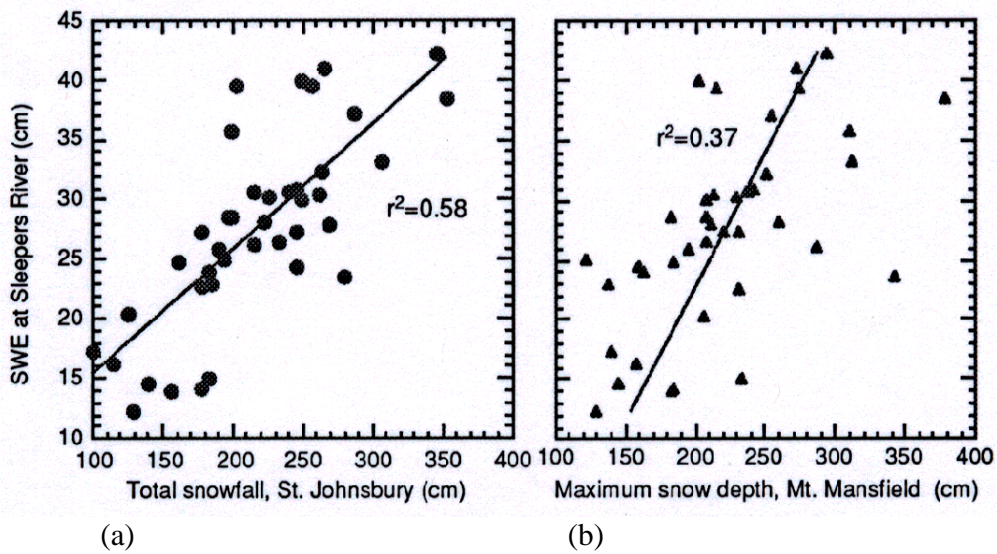 SWE at Sleepers River (cm)
45
40
35
30
25
20
15
10
r²=0.58
100 150 200 250 300 350 400
Total snowfall, St. Johnsbury (cm)
(a)
r²=0.37
100 150 200 250 300 350 400
Maximum snow depth, Mt. Mansfield (cm)
(b)